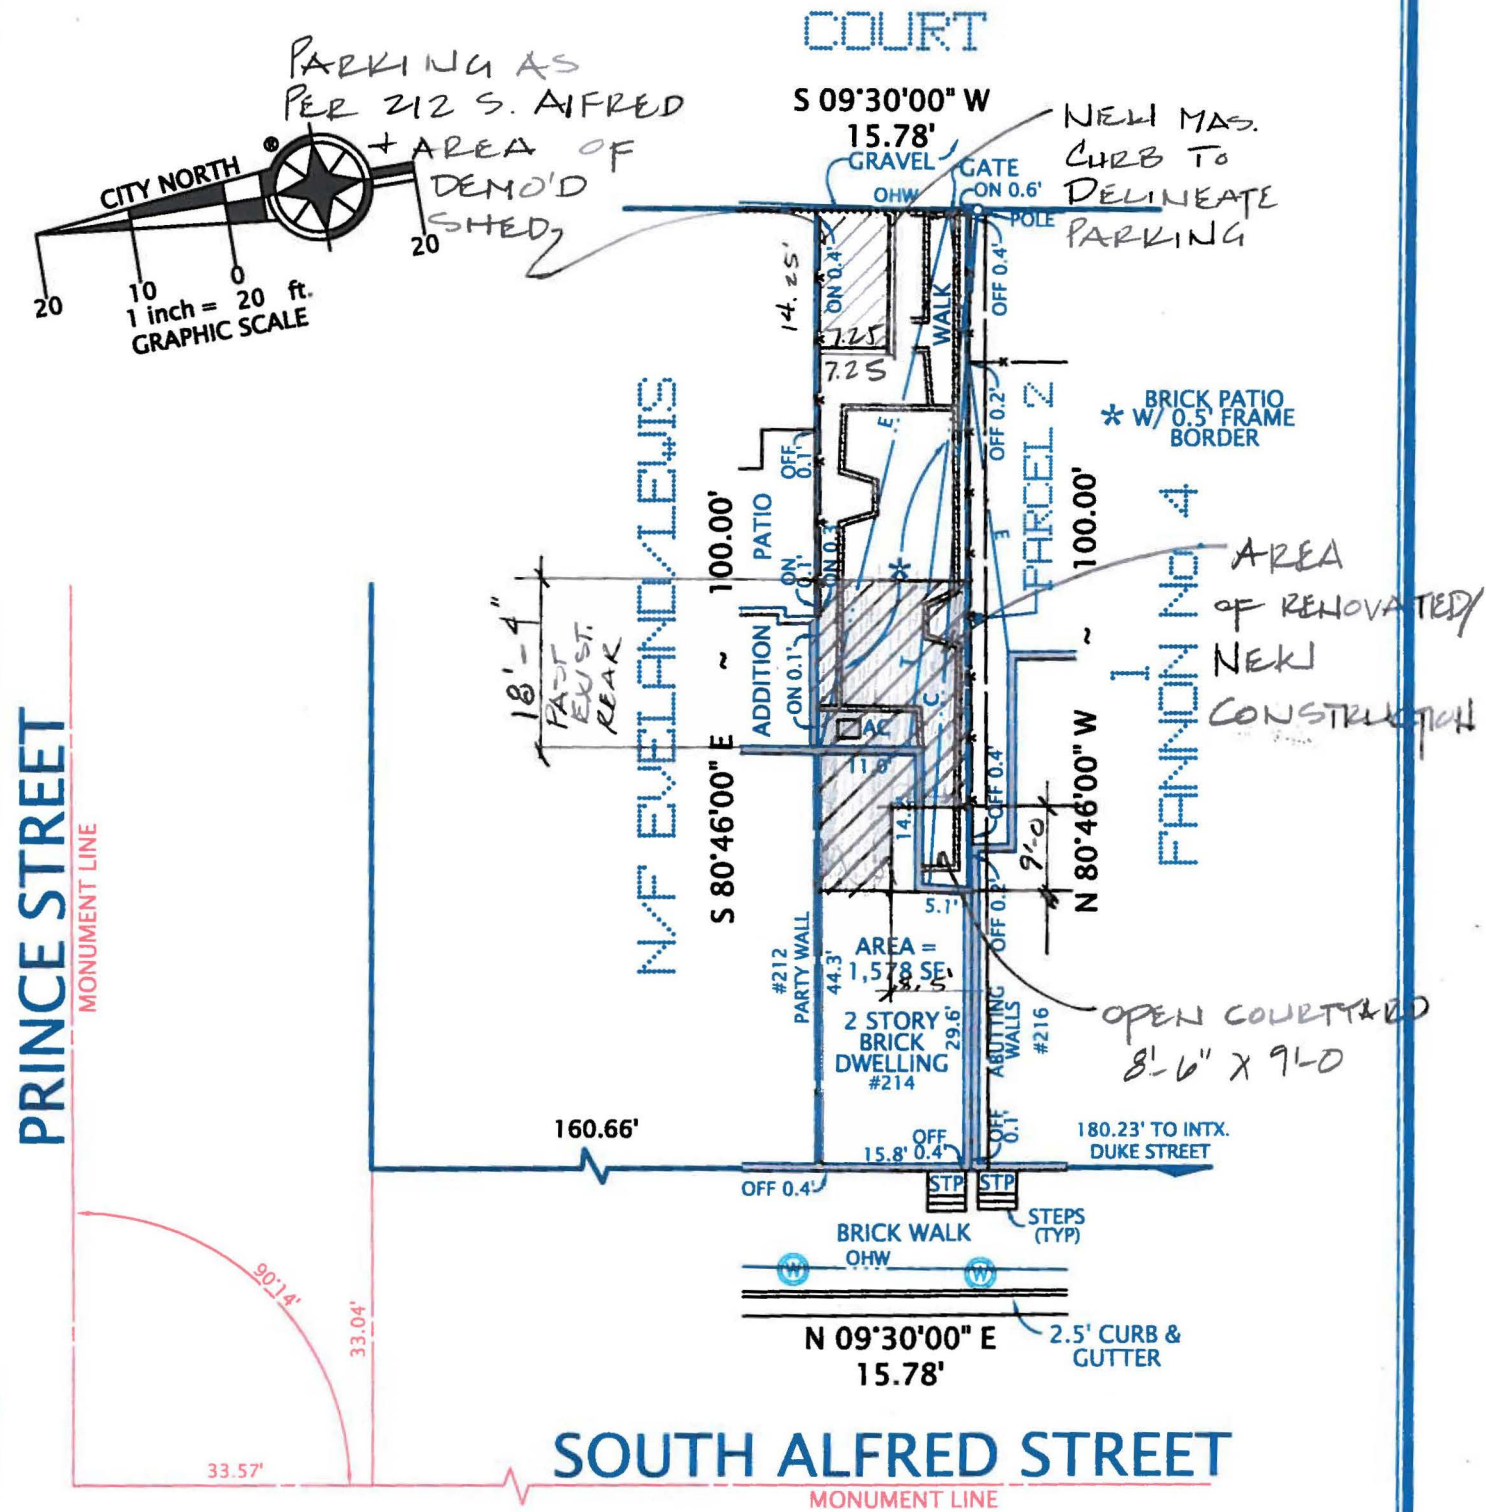 COURT
PARKING AS
PER 212 S. AlFRED
+ AREA OF
DEMO'D
SHED
S 09°30'00" W
15.78'
GRAVEL
GATE
ON 0.6'
OHW
POLE
NEW MAS.
CURB TO
DELINEATE
PARKING
®
CITY NORTH
20
10
0
20
1 inch = 20 ft.
GRAPHIC SCALE
14.25'
ON 0.4'
WALK
OFF 0.4'
7.25
7.25
PARCEL 2
OFF 0.2'
* BRICK PATIO
W/ 0.5' FRAME
BORDER
N/F EVELAND/LEWIS
OFF
0.1'
PATIO
100.00'
ON
0.1'
ON 0.3'
E
E
T
C
*
100.00'
~
FANNON NO. 4
1
AREA
OF RENOVATED/
NEW
CONSTRUCTION
18'-4"
PAST
EXIST.
REAR
ADDITION
ON 0.1'
~
S 80°46'00" E
AC
11.0'
14.
OFF 0.4'
9'-0
N 80°46'00" W
5.1'
OFF 0.2'
#212
PARTY WALL
44.3'
AREA =
1,578 SF
8.5'
2 STORY
BRICK
DWELLING
#214
29.6'
ABUTTING
WALLS
#216
OPEN COURTYARD
8'-6" X 9'-0
PRINCE STREET
MONUMENT LINE
160.66'
15.8'
OFF
0.4'
OFF
0.1'
180.23' TO INTX.
DUKE STREET
OFF 0.4'
STP
STP
STEPS
(TYP)
BRICK WALK
OHW
W
W
90°14'
33.04'
N 09°30'00" E
15.78'
2.5' CURB &
GUTTER
33.57'
SOUTH ALFRED STREET
MONUMENT LINE